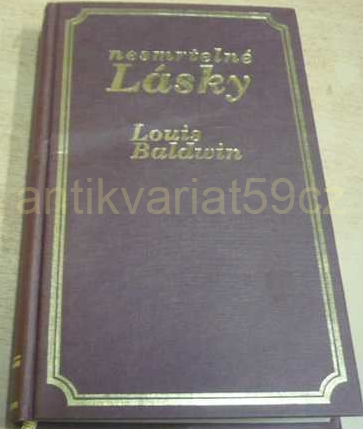 nesmrtelné
Lásky
Louis
Baldwin
antikvariat59cz